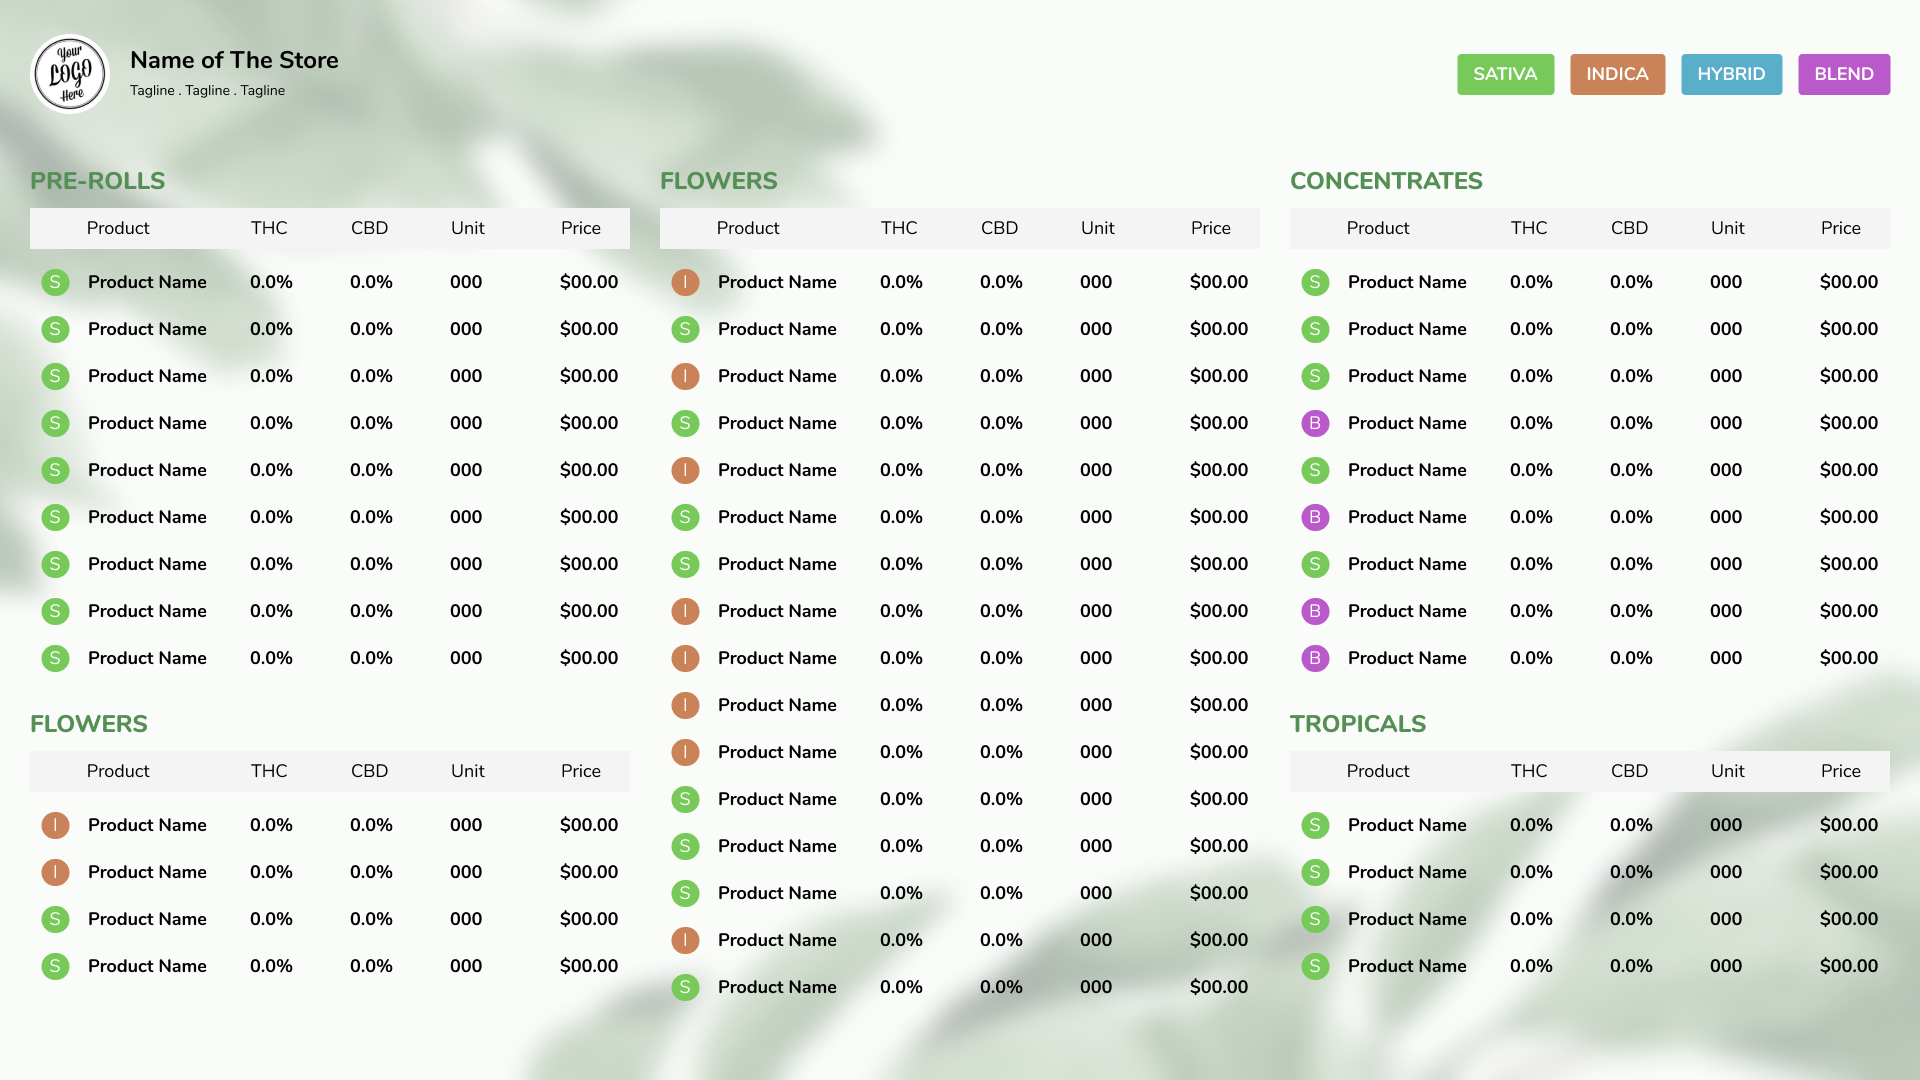 Your
LOGO
Here
Name of The Store
Tagline . Tagline . Tagline
SATIVA INDICA HYBRID BLEND
PRE-ROLLS
Product THC CBD Unit Price
S Product Name 0.0% 0.0% 000 $00.00
S Product Name 0.0% 0.0% 000 $00.00
S Product Name 0.0% 0.0% 000 $00.00
S Product Name 0.0% 0.0% 000 $00.00
S Product Name 0.0% 0.0% 000 $00.00
S Product Name 0.0% 0.0% 000 $00.00
S Product Name 0.0% 0.0% 000 $00.00
S Product Name 0.0% 0.0% 000 $00.00
S Product Name 0.0% 0.0% 000 $00.00
FLOWERS
Product THC CBD Unit Price
I Product Name 0.0% 0.0% 000 $00.00
I Product Name 0.0% 0.0% 000 $00.00
S Product Name 0.0% 0.0% 000 $00.00
S Product Name 0.0% 0.0% 000 $00.00
FLOWERS
Product THC CBD Unit Price
I Product Name 0.0% 0.0% 000 $00.00
S Product Name 0.0% 0.0% 000 $00.00
I Product Name 0.0% 0.0% 000 $00.00
S Product Name 0.0% 0.0% 000 $00.00
I Product Name 0.0% 0.0% 000 $00.00
S Product Name 0.0% 0.0% 000 $00.00
S Product Name 0.0% 0.0% 000 $00.00
I Product Name 0.0% 0.0% 000 $00.00
I Product Name 0.0% 0.0% 000 $00.00
I Product Name 0.0% 0.0% 000 $00.00
I Product Name 0.0% 0.0% 000 $00.00
S Product Name 0.0% 0.0% 000 $00.00
S Product Name 0.0% 0.0% 000 $00.00
S Product Name 0.0% 0.0% 000 $00.00
I Product Name 0.0% 0.0% 000 $00.00
S Product Name 0.0% 0.0% 000 $00.00
CONCENTRATES
Product THC CBD Unit Price
S Product Name 0.0% 0.0% 000 $00.00
S Product Name 0.0% 0.0% 000 $00.00
S Product Name 0.0% 0.0% 000 $00.00
B Product Name 0.0% 0.0% 000 $00.00
S Product Name 0.0% 0.0% 000 $00.00
B Product Name 0.0% 0.0% 000 $00.00
S Product Name 0.0% 0.0% 000 $00.00
B Product Name 0.0% 0.0% 000 $00.00
B Product Name 0.0% 0.0% 000 $00.00
TROPICALS
Product THC CBD Unit Price
S Product Name 0.0% 0.0% 000 $00.00
S Product Name 0.0% 0.0% 000 $00.00
S Product Name 0.0% 0.0% 000 $00.00
S Product Name 0.0% 0.0% 000 $00.00